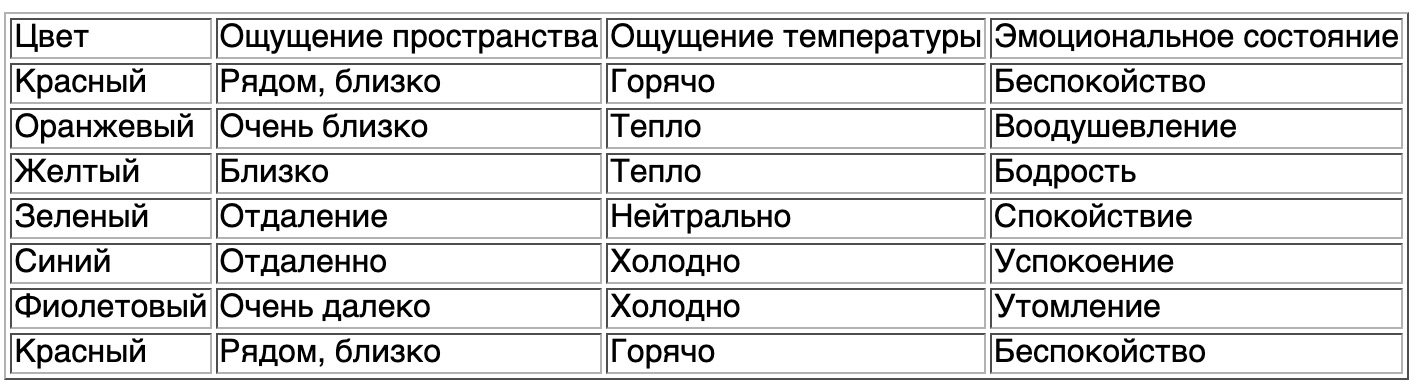 Цвет Ощущение пространства Ощущение температуры Эмоциональное состояние
Красный Рядом, близко Горячо Беспокойство
Оранжевый Очень близко Тепло Воодушевление
Желтый Близко Тепло Бодрость
Зеленый Отдаление Нейтрально Спокойствие
Синий Отдаленно Холодно Успокоение
Фиолетовый Очень далеко Холодно Утомление
Красный Рядом, близко Горячо Беспокойство